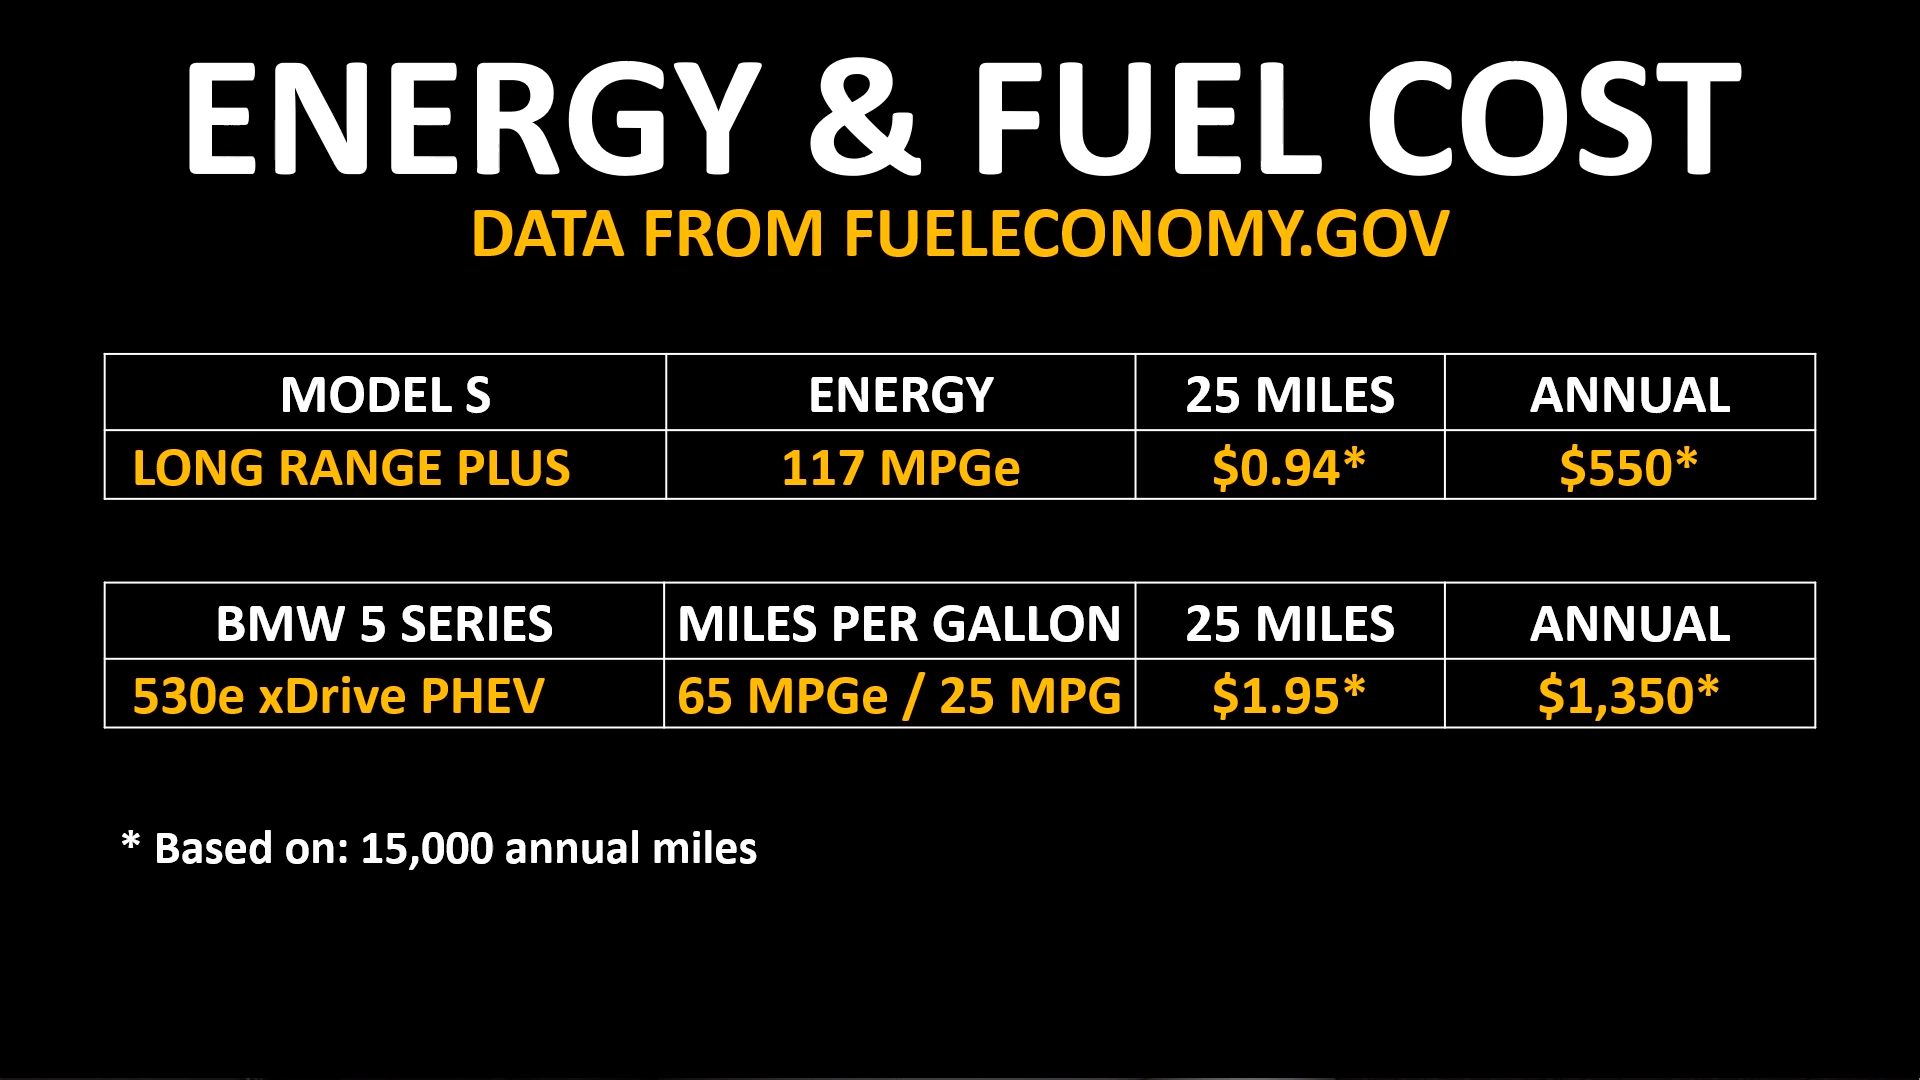 ENERGY & FUEL COST
DATA FROM FUELECONOMY.GOV
MODEL S ENERGY 25 MILES ANNUAL
LONG RANGE PLUS 117 MPGe $0.94* $550*
BMW 5 SERIES MILES PER GALLON 25 MILES ANNUAL
530e xDrive PHEV 65 MPGe / 25 MPG $1.95* $1,350*
* Based on: 15,000 annual miles